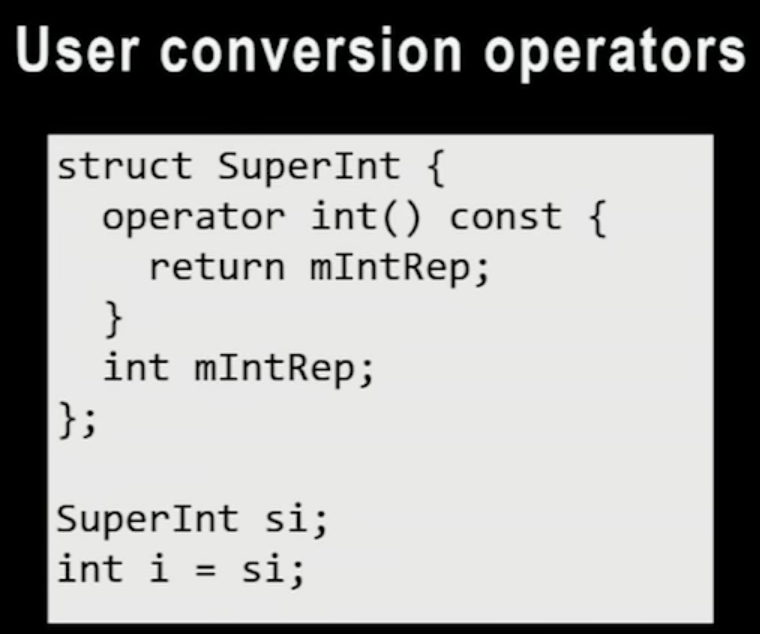 User conversion operators
struct SuperInt {
  operator int() const {
    return mIntRep;
  }
  int mIntRep;
};

SuperInt si;
int i = si;